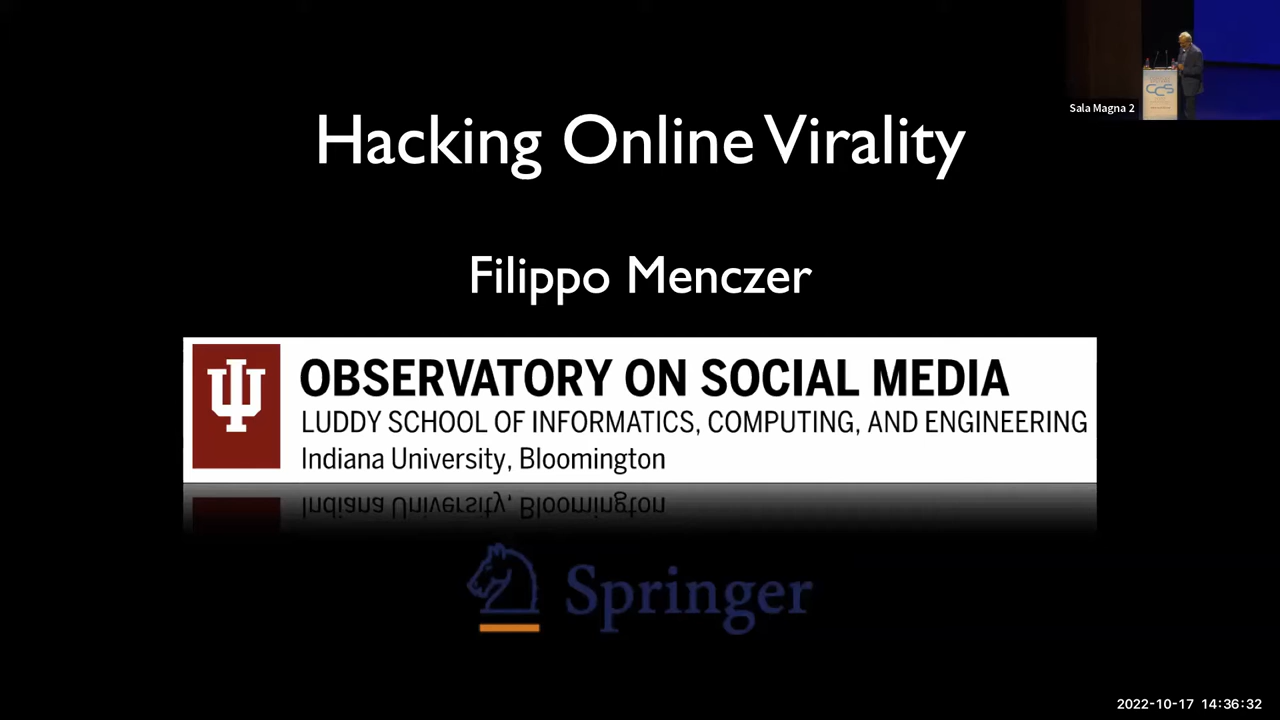 Hacking Online Virality
Sala Magna 2
CCS
Filippo Menczer
OBSERVATORY ON SOCIAL MEDIA
LUDDY SCHOOL OF INFORMATICS, COMPUTING, AND ENGINEERING
Indiana University, Bloomington
Springer
2022-10-17 14:36:32